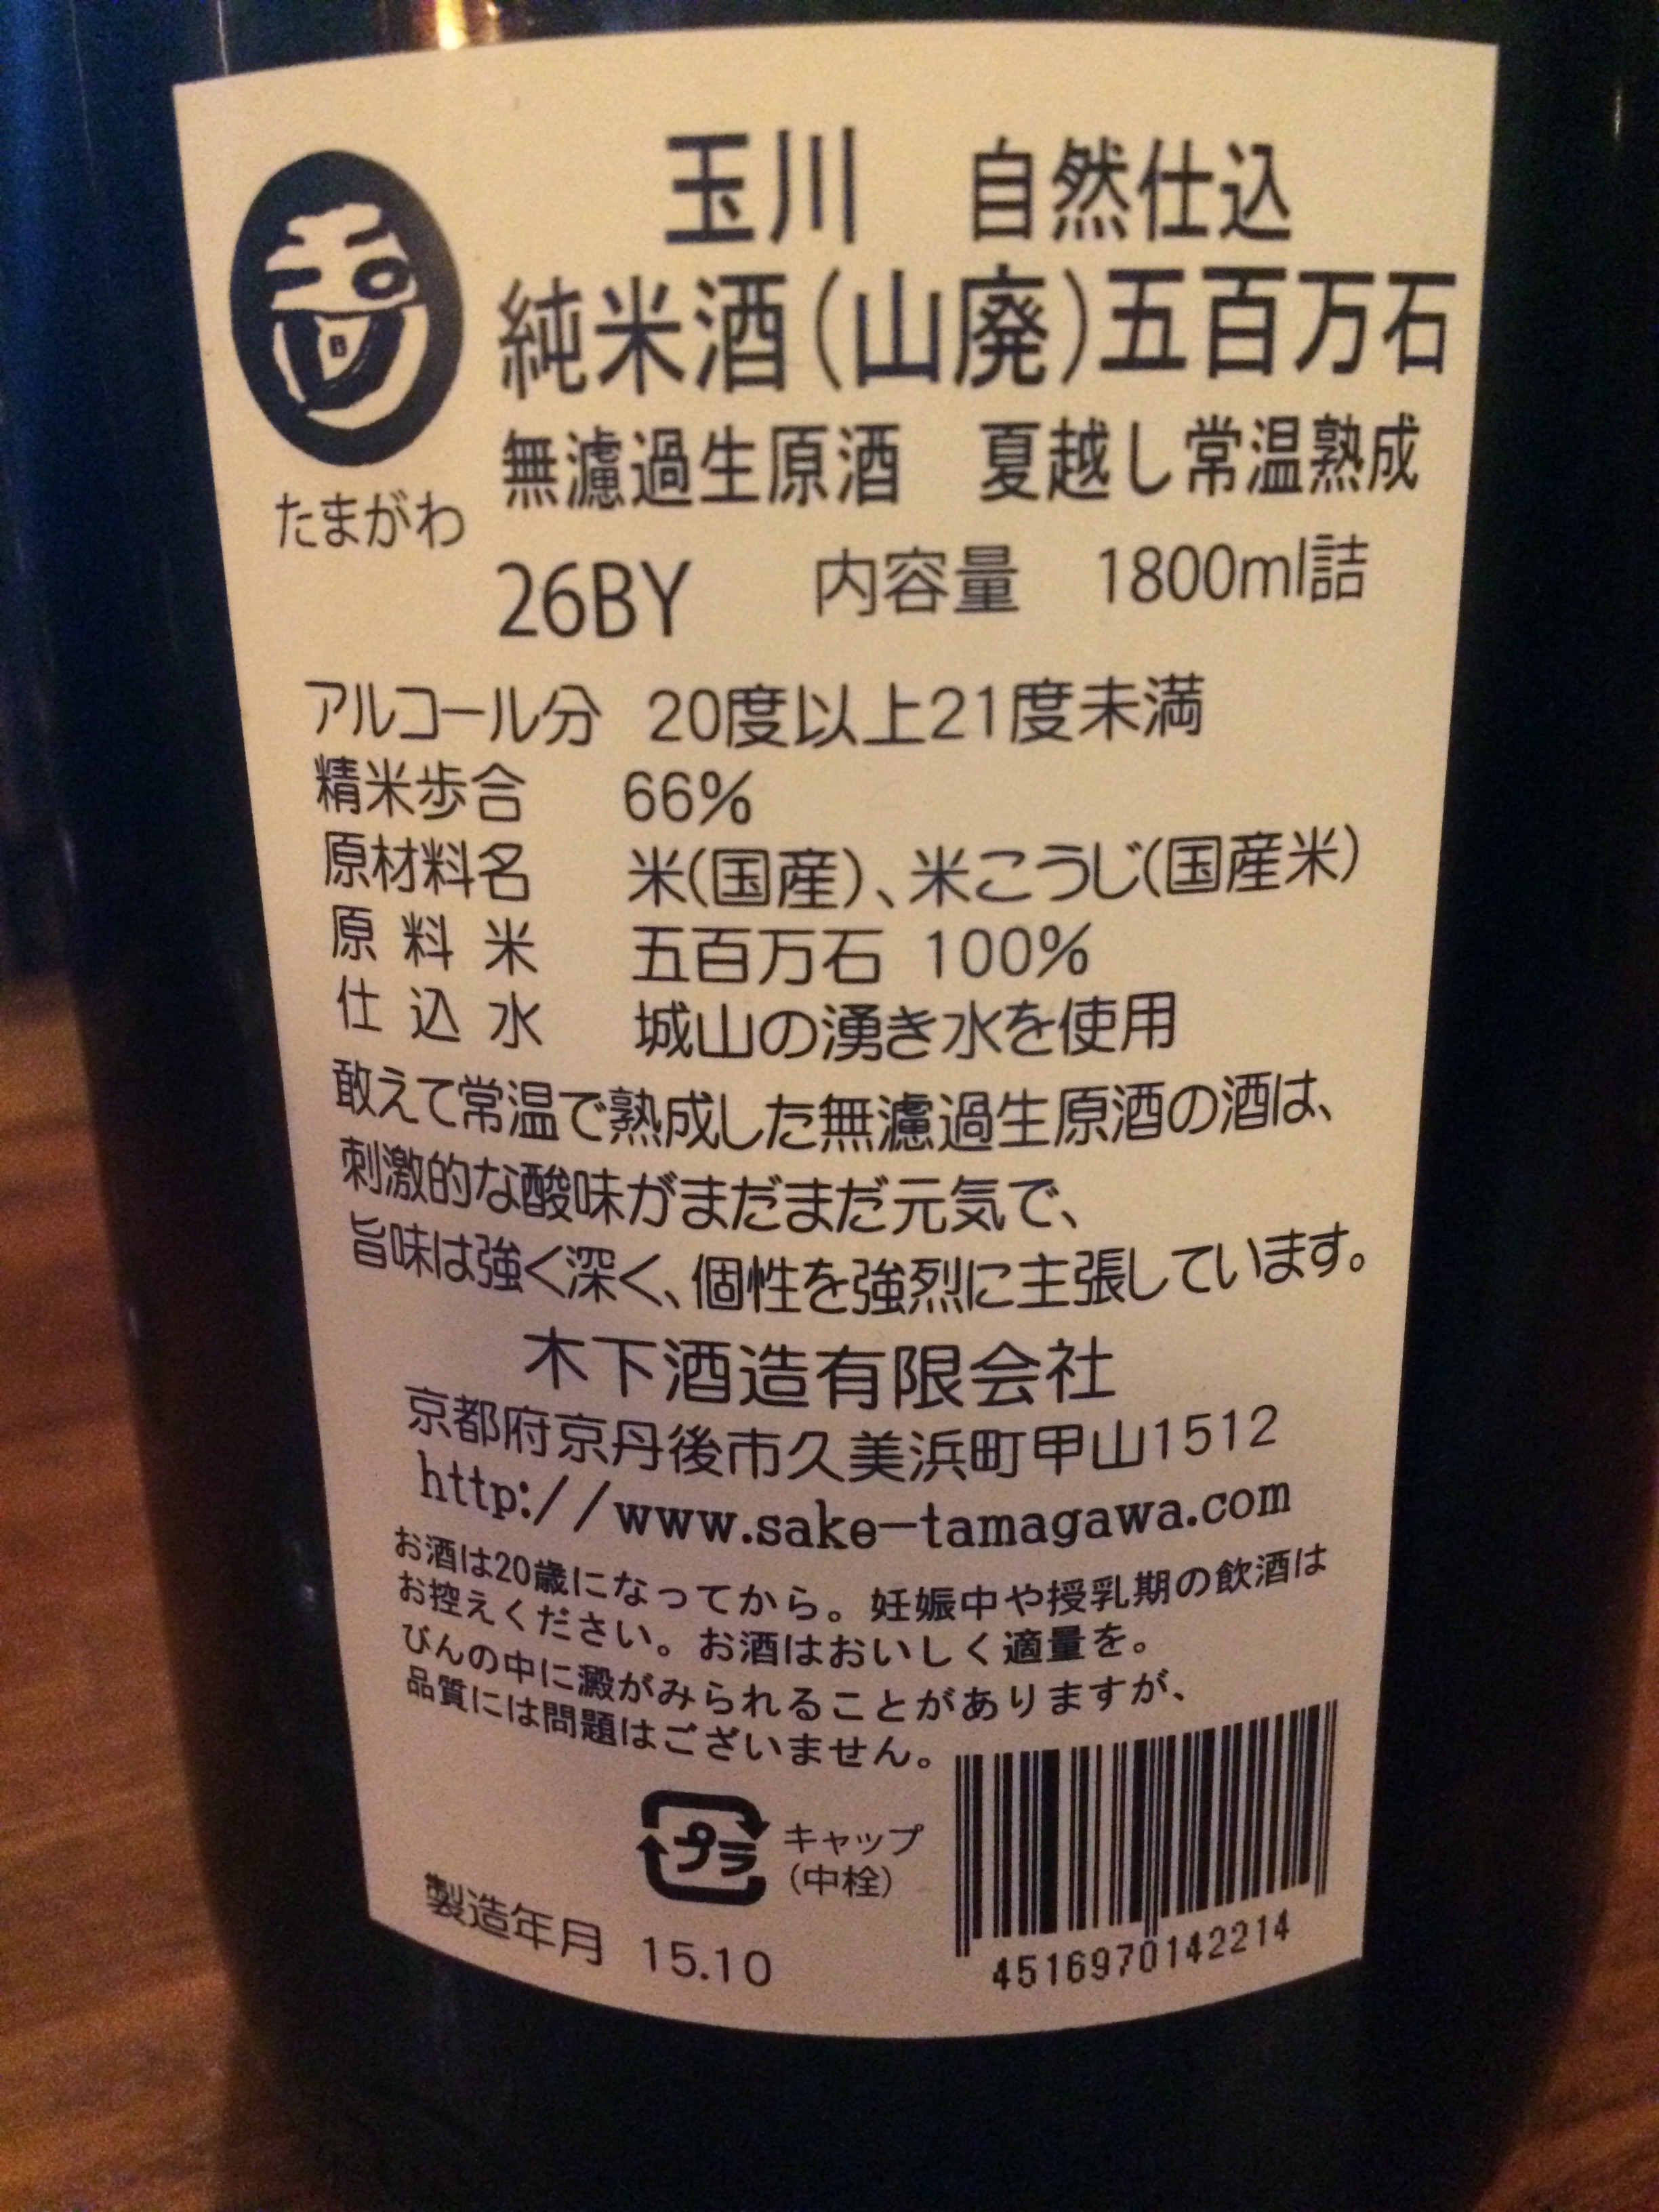 玉川　自然仕込
純米酒（山廃）五百万石
無濾過生原酒　夏越し常温熟成
たまがわ
26BY　内容量　1800ml詰
アルコール分　20度以上21度未満
精米歩合　66%
原材料名　米(国産)、米こうじ(国産米)
原料米　五百万石 100%
仕込水　城山の湧き水を使用
敢えて常温で熟成した無濾過生原酒の酒は、
刺激的な酸味がまだまだ元気で、
旨味は強く深く、個性を強烈に主張しています。
木下酒造有限会社
京都府京丹後市久美浜町甲山1512
http://www.sake-tamagawa.com
お酒は20歳になってから。妊娠中や授乳期の飲酒は
お控えください。お酒はおいしく適量を。
びんの中に澱がみられることがありますが、
品質には問題はございません。
プラ キャップ
（中栓）
製造年月　15.10
4516970142214